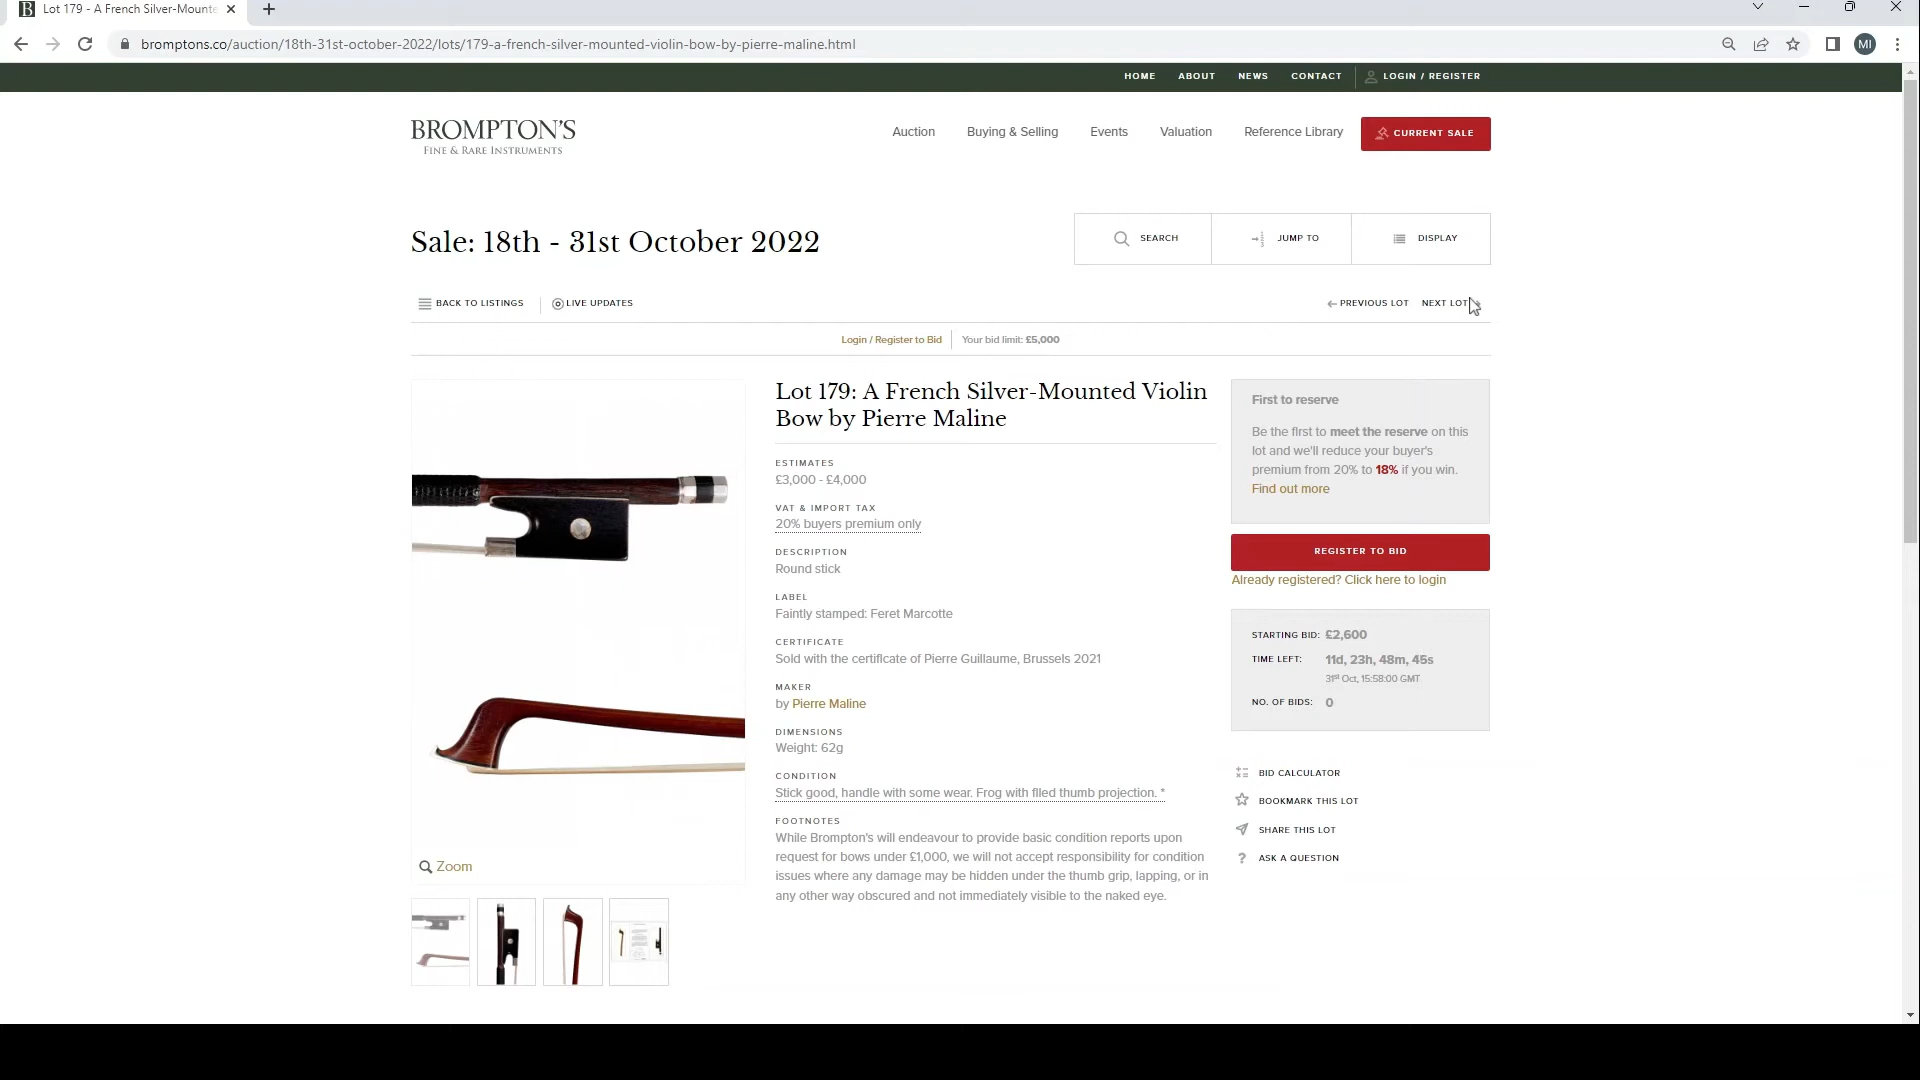 Lot 179 - A French Silver-Mounte
bromptons.co/auction/18th-31st-october-2022/lots/179-a-french-silver-mounted-violin-bow-by-pierre-maline.html
MI
HOME ABOUT NEWS CONTACT LOGIN / REGISTER
BROMPTON'S
FINE & RARE INSTRUMENTS
Auction Buying & Selling Events Valuation Reference Library CURRENT SALE
Sale: 18th - 31st October 2022
SEARCH JUMP TO DISPLAY
BACK TO LISTINGS LIVE UPDATES PREVIOUS LOT NEXT LOT
Login / Register to Bid Your bid limit: £5,000
Lot 179: A French Silver-Mounted Violin
Bow by Pierre Maline
ESTIMATES
£3,000 - £4,000
VAT & IMPORT TAX
20% buyers premium only
DESCRIPTION
Round stick
LABEL
Faintly stamped: Feret Marcotte
CERTIFICATE
Sold with the certificate of Pierre Guillaume, Brussels 2021
MAKER
by Pierre Maline
DIMENSIONS
Weight: 62g
CONDITION
Stick good, handle with some wear. Frog with filed thumb projection. *
FOOTNOTES
While Brompton's will endeavour to provide basic condition reports upon
request for bows under £1,000, we will not accept responsibility for condition
issues where any damage may be hidden under the thumb grip, lapping, or in
any other way obscured and not immediately visible to the naked eye.
Zoom
First to reserve
Be the first to meet the reserve on this
lot and we'll reduce your buyer's
premium from 20% to 18% if you win.
Find out more
REGISTER TO BID
Already registered? Click here to login
STARTING BID: £2,600
TIME LEFT: 11d, 23h, 48m, 45s
31st Oct, 15:58:00 GMT
NO. OF BIDS: 0
BID CALCULATOR
BOOKMARK THIS LOT
SHARE THIS LOT
ASK A QUESTION